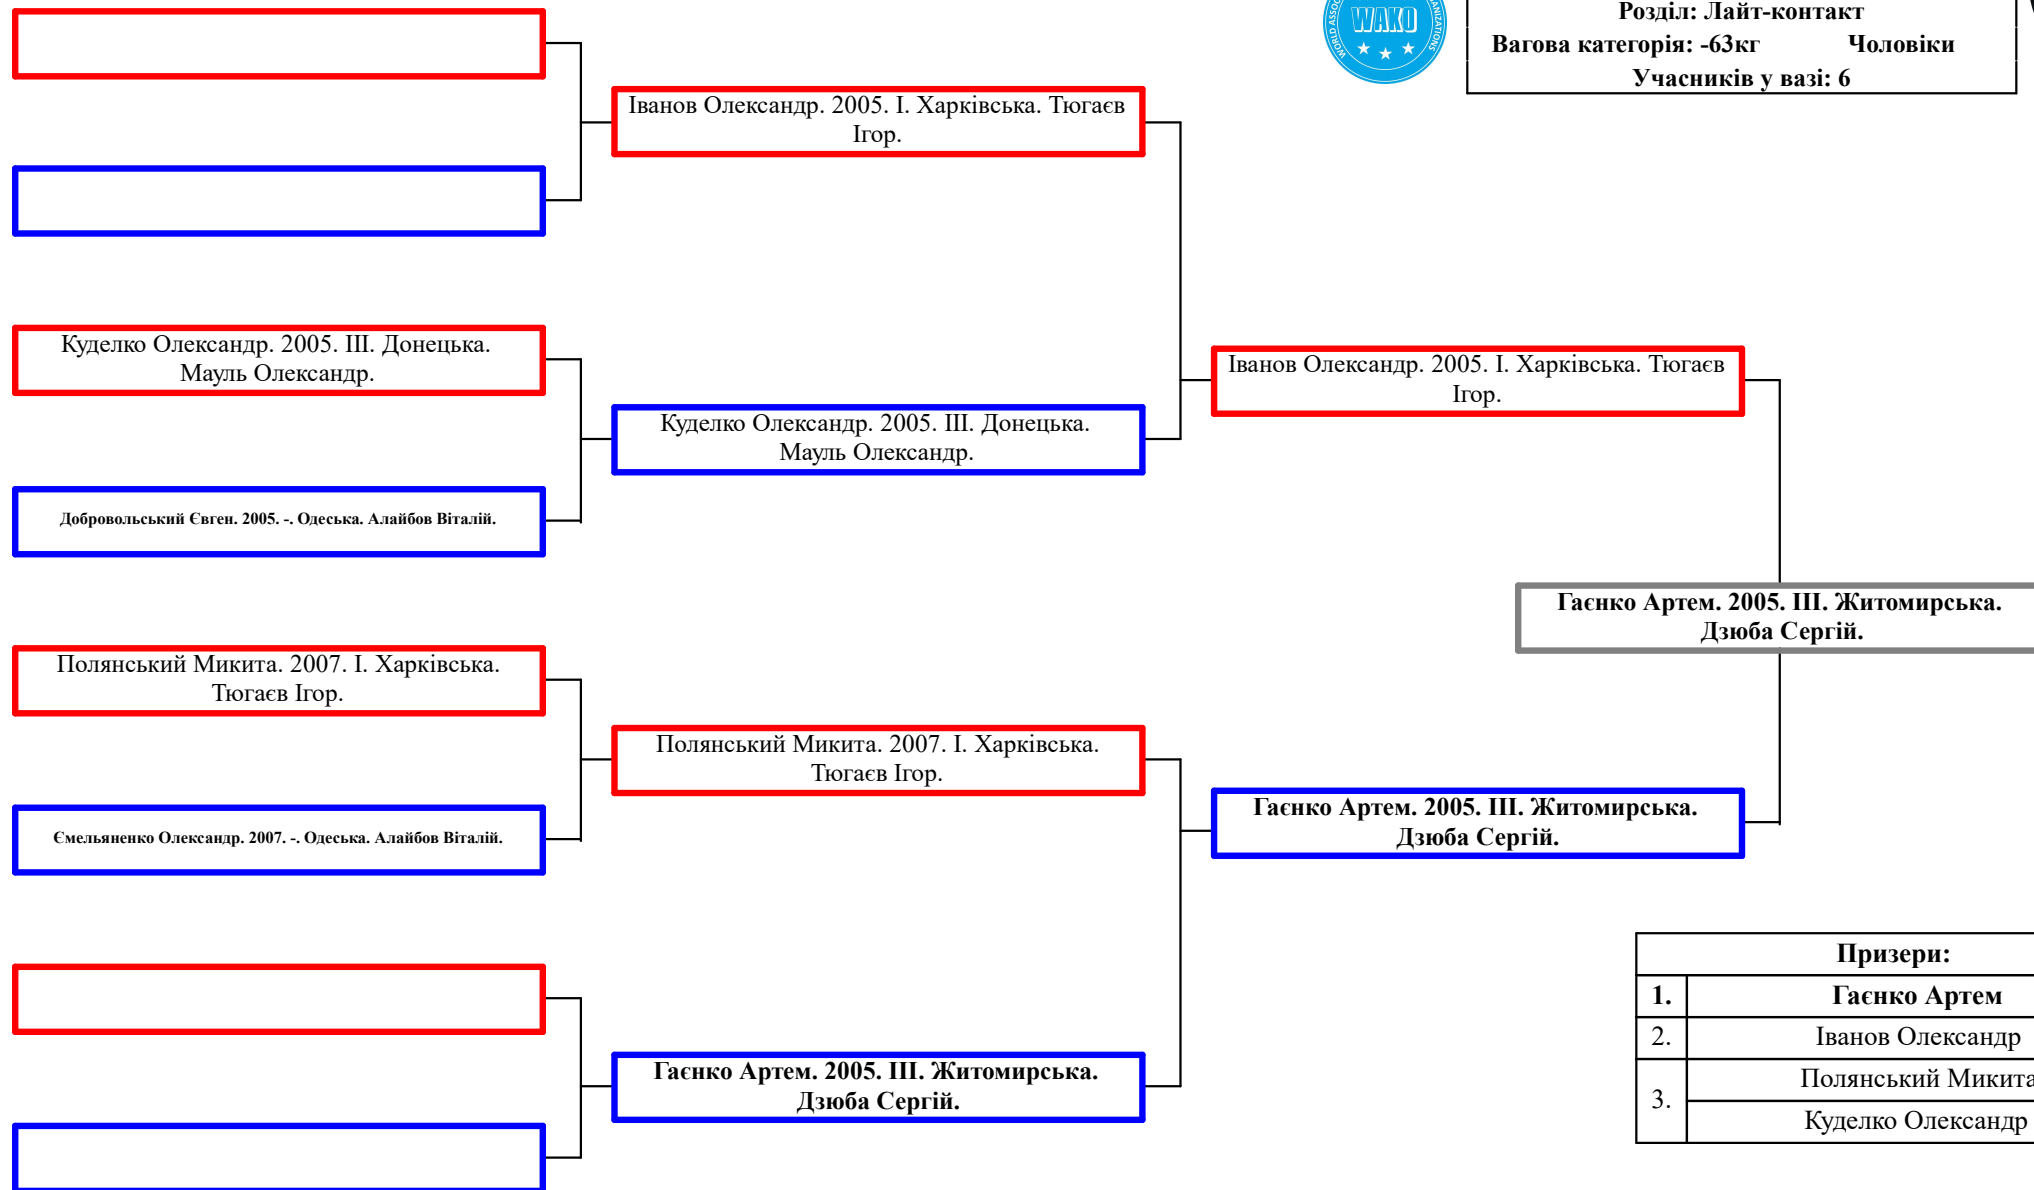 WORLD ASSOC
WAKO
ANIZATIONS
Розділ: Лайт-контакт
Вагова категорія: -63кг Чоловіки
Учасників у вазі: 6
Іванов Олександр. 2005. І. Харківська. Тюгаєв
Ігор.
Куделко Олександр. 2005. ІІІ. Донецька.
Мауль Олександр.
Іванов Олександр. 2005. І. Харківська. Тюгаєв
Ігор.
Куделко Олександр. 2005. ІІІ. Донецька.
Мауль Олександр.
Добровольський Євген. 2005. -. Одеська. Алайбов Віталій.
Гаєнко Артем. 2005. ІІІ. Житомирська.
Дзюба Сергій.
Полянський Микита. 2007. І. Харківська.
Тюгаєв Ігор.
Полянський Микита. 2007. І. Харківська.
Тюгаєв Ігор.
Гаєнко Артем. 2005. ІІІ. Житомирська.
Дзюба Сергій.
Ємельяненко Олександр. 2007. -. Одеська. Алайбов Віталій.
Гаєнко Артем. 2005. ІІІ. Житомирська.
Дзюба Сергій.
Призери:
1. Гаєнко Артем
2. Іванов Олександр
3. Полянський Микита
Куделко Олександр